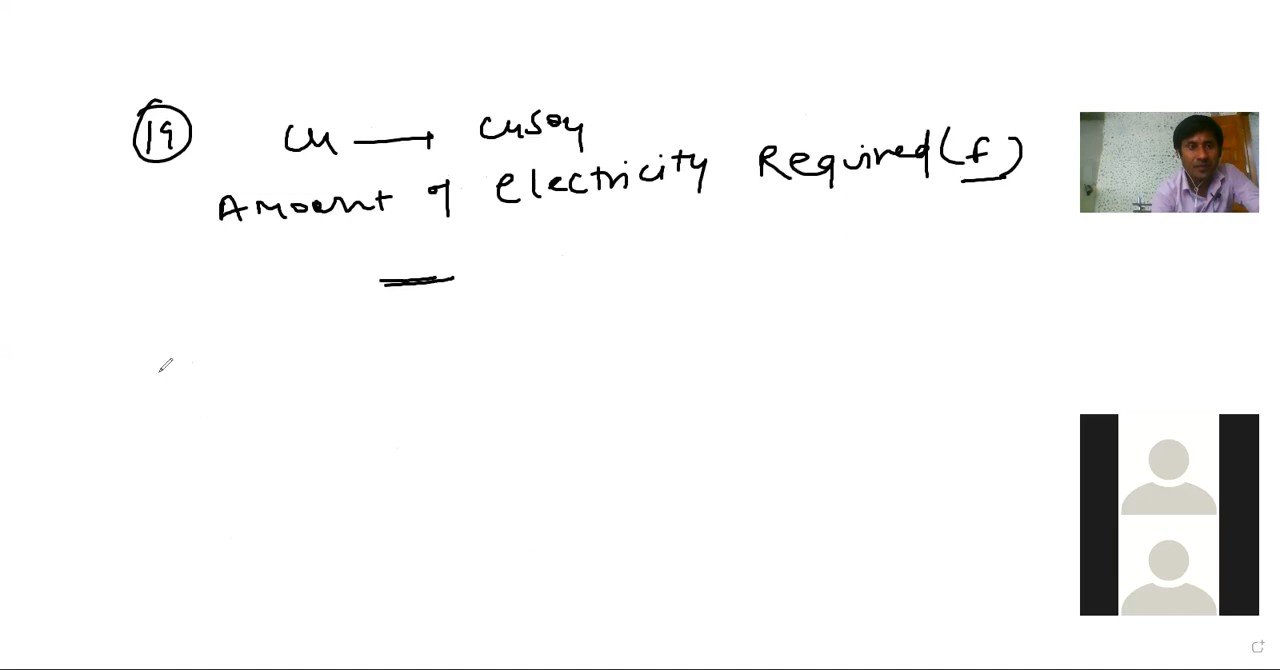 19 Cu → CuSO4
Amount of electricity Required (f)